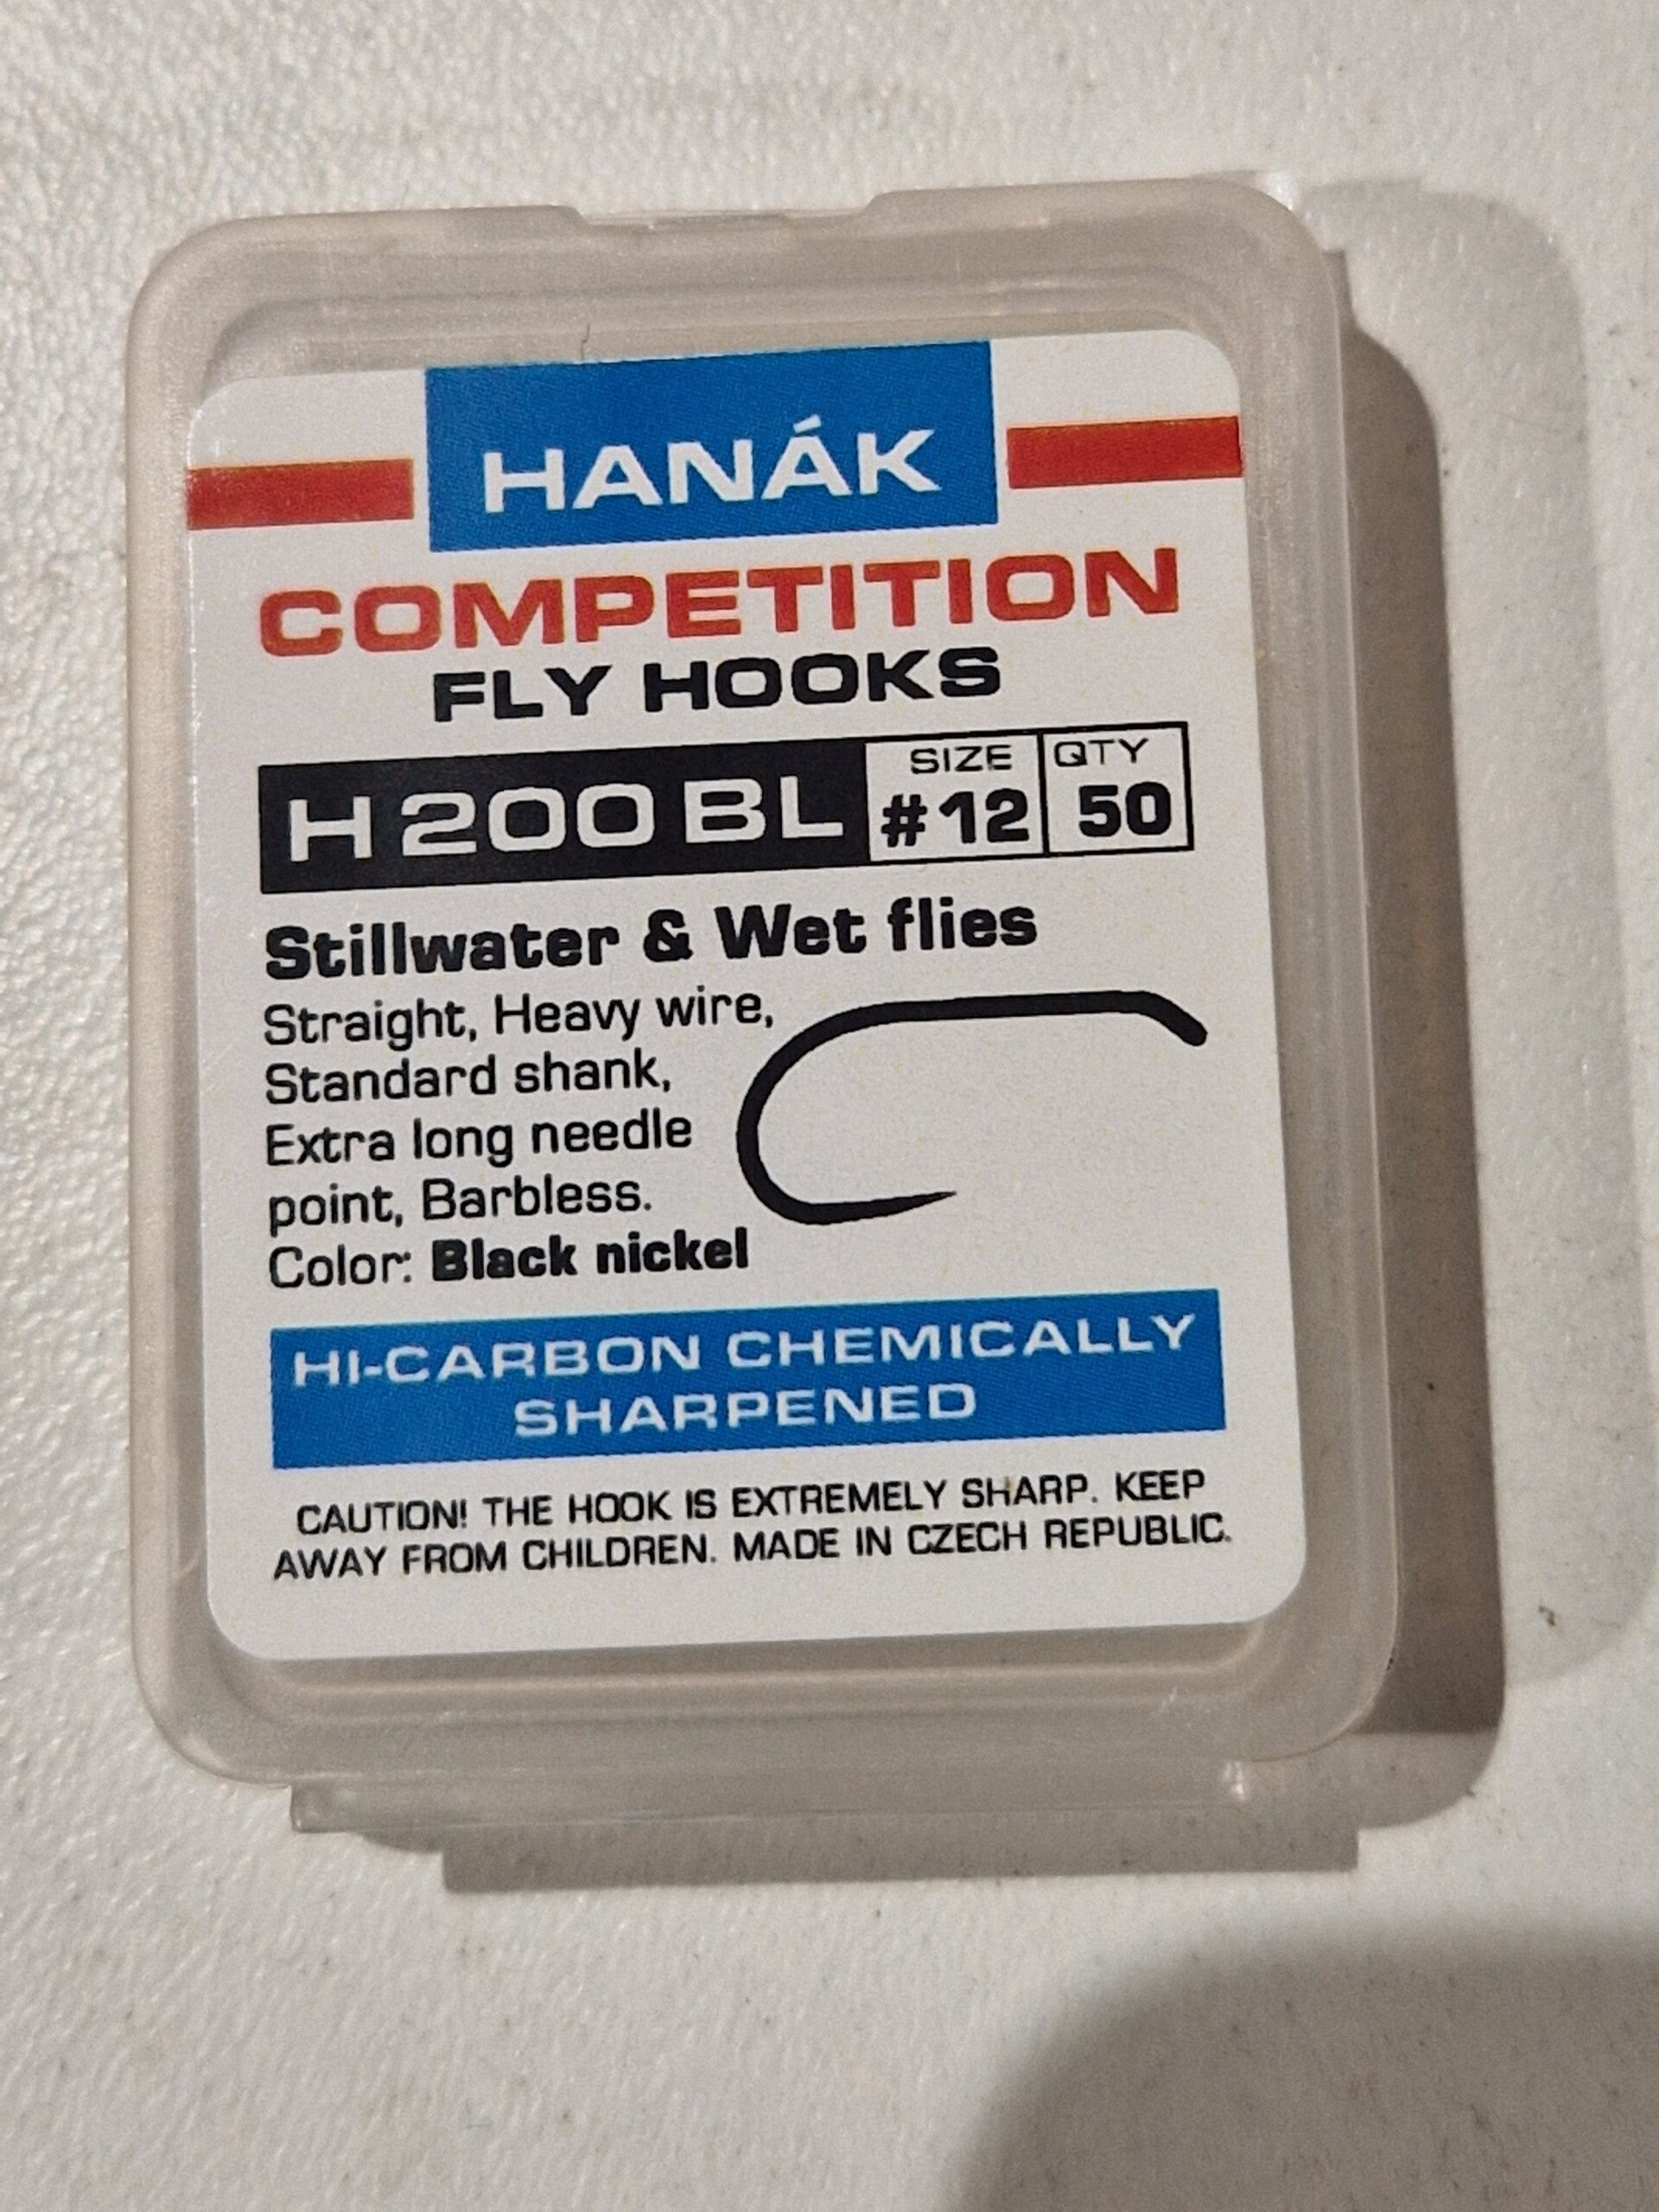 HANÁK
COMPETITION
FLY HOOKS
H 200 BL
SIZE
#12
QTY
50
Stillwater & Wet flies
Straight, Heavy wire,
Standard shank,
Extra long needle
point, Barbless.
Color: Black nickel
HI-CARBON CHEMICALLY
SHARPENED
CAUTION! THE HOOK IS EXTREMELY SHARP. KEEP
AWAY FROM CHILDREN. MADE IN CZECH REPUBLIC.